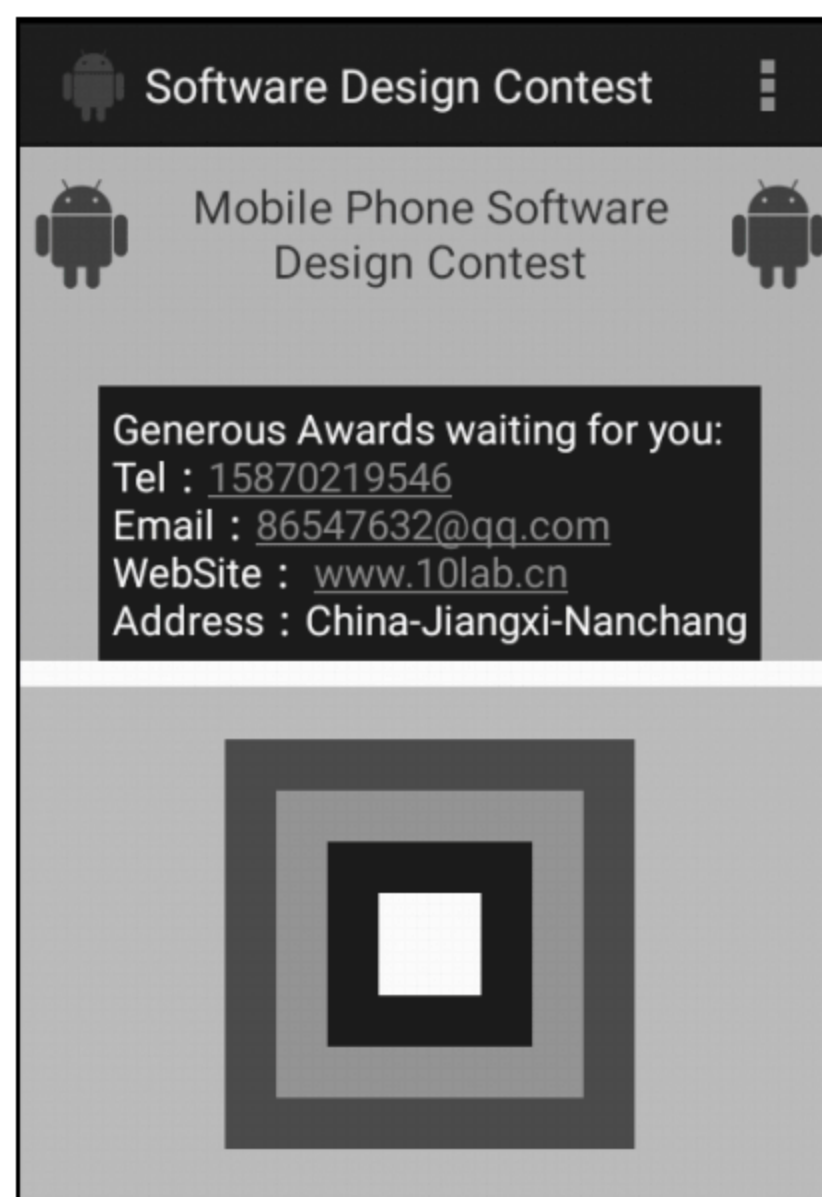 Software Design Contest
Mobile Phone Software
Design Contest
Generous Awards waiting for you:
Tel：15870219546
Email：86547632@qq.com
WebSite： www.10lab.cn
Address：China-Jiangxi-Nanchang